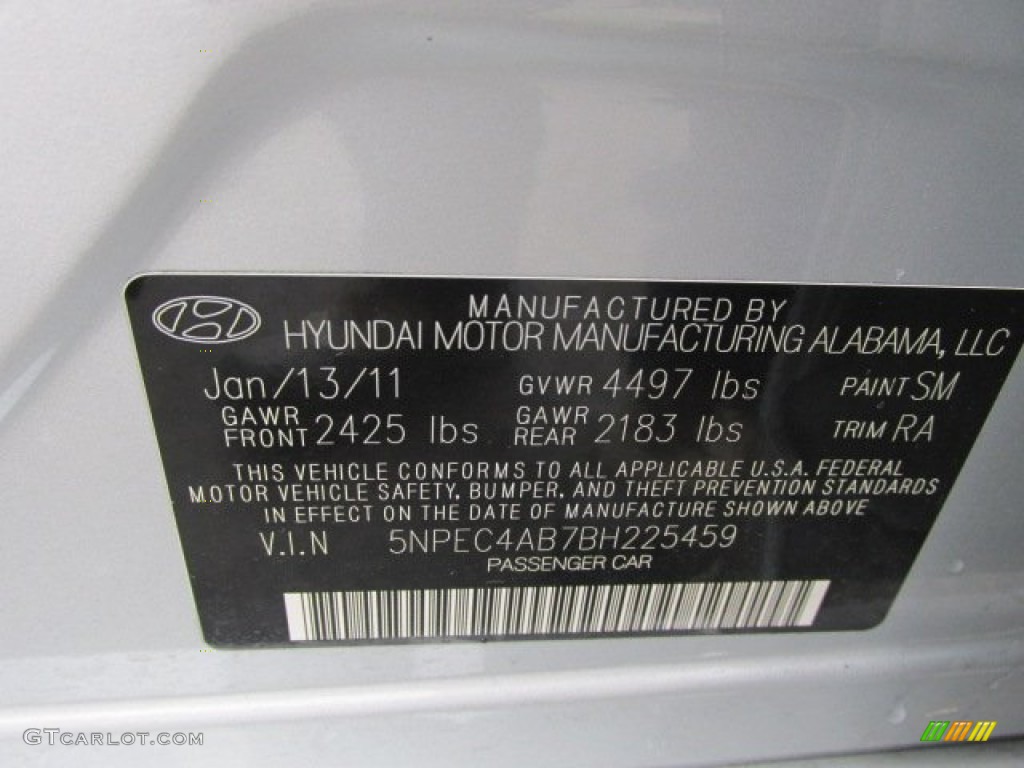 MANUFACTURED BY
HYUNDAI MOTOR MANUFACTURING ALABAMA, LLC
Jan/13/11 GVWR 4497 lbs PAINT SM
GAWR FRONT 2425 lbs GAWR REAR 2183 lbs TRIM RA
THIS VEHICLE CONFORMS TO ALL APPLICABLE U.S.A. FEDERAL
MOTOR VEHICLE SAFETY, BUMPER, AND THEFT PREVENTION STANDARDS
IN EFFECT ON THE DATE OF MANUFACTURE SHOWN ABOVE
V.I.N 5NPEC4AB7BH225459
PASSENGER CAR
GTCARLOT.COM